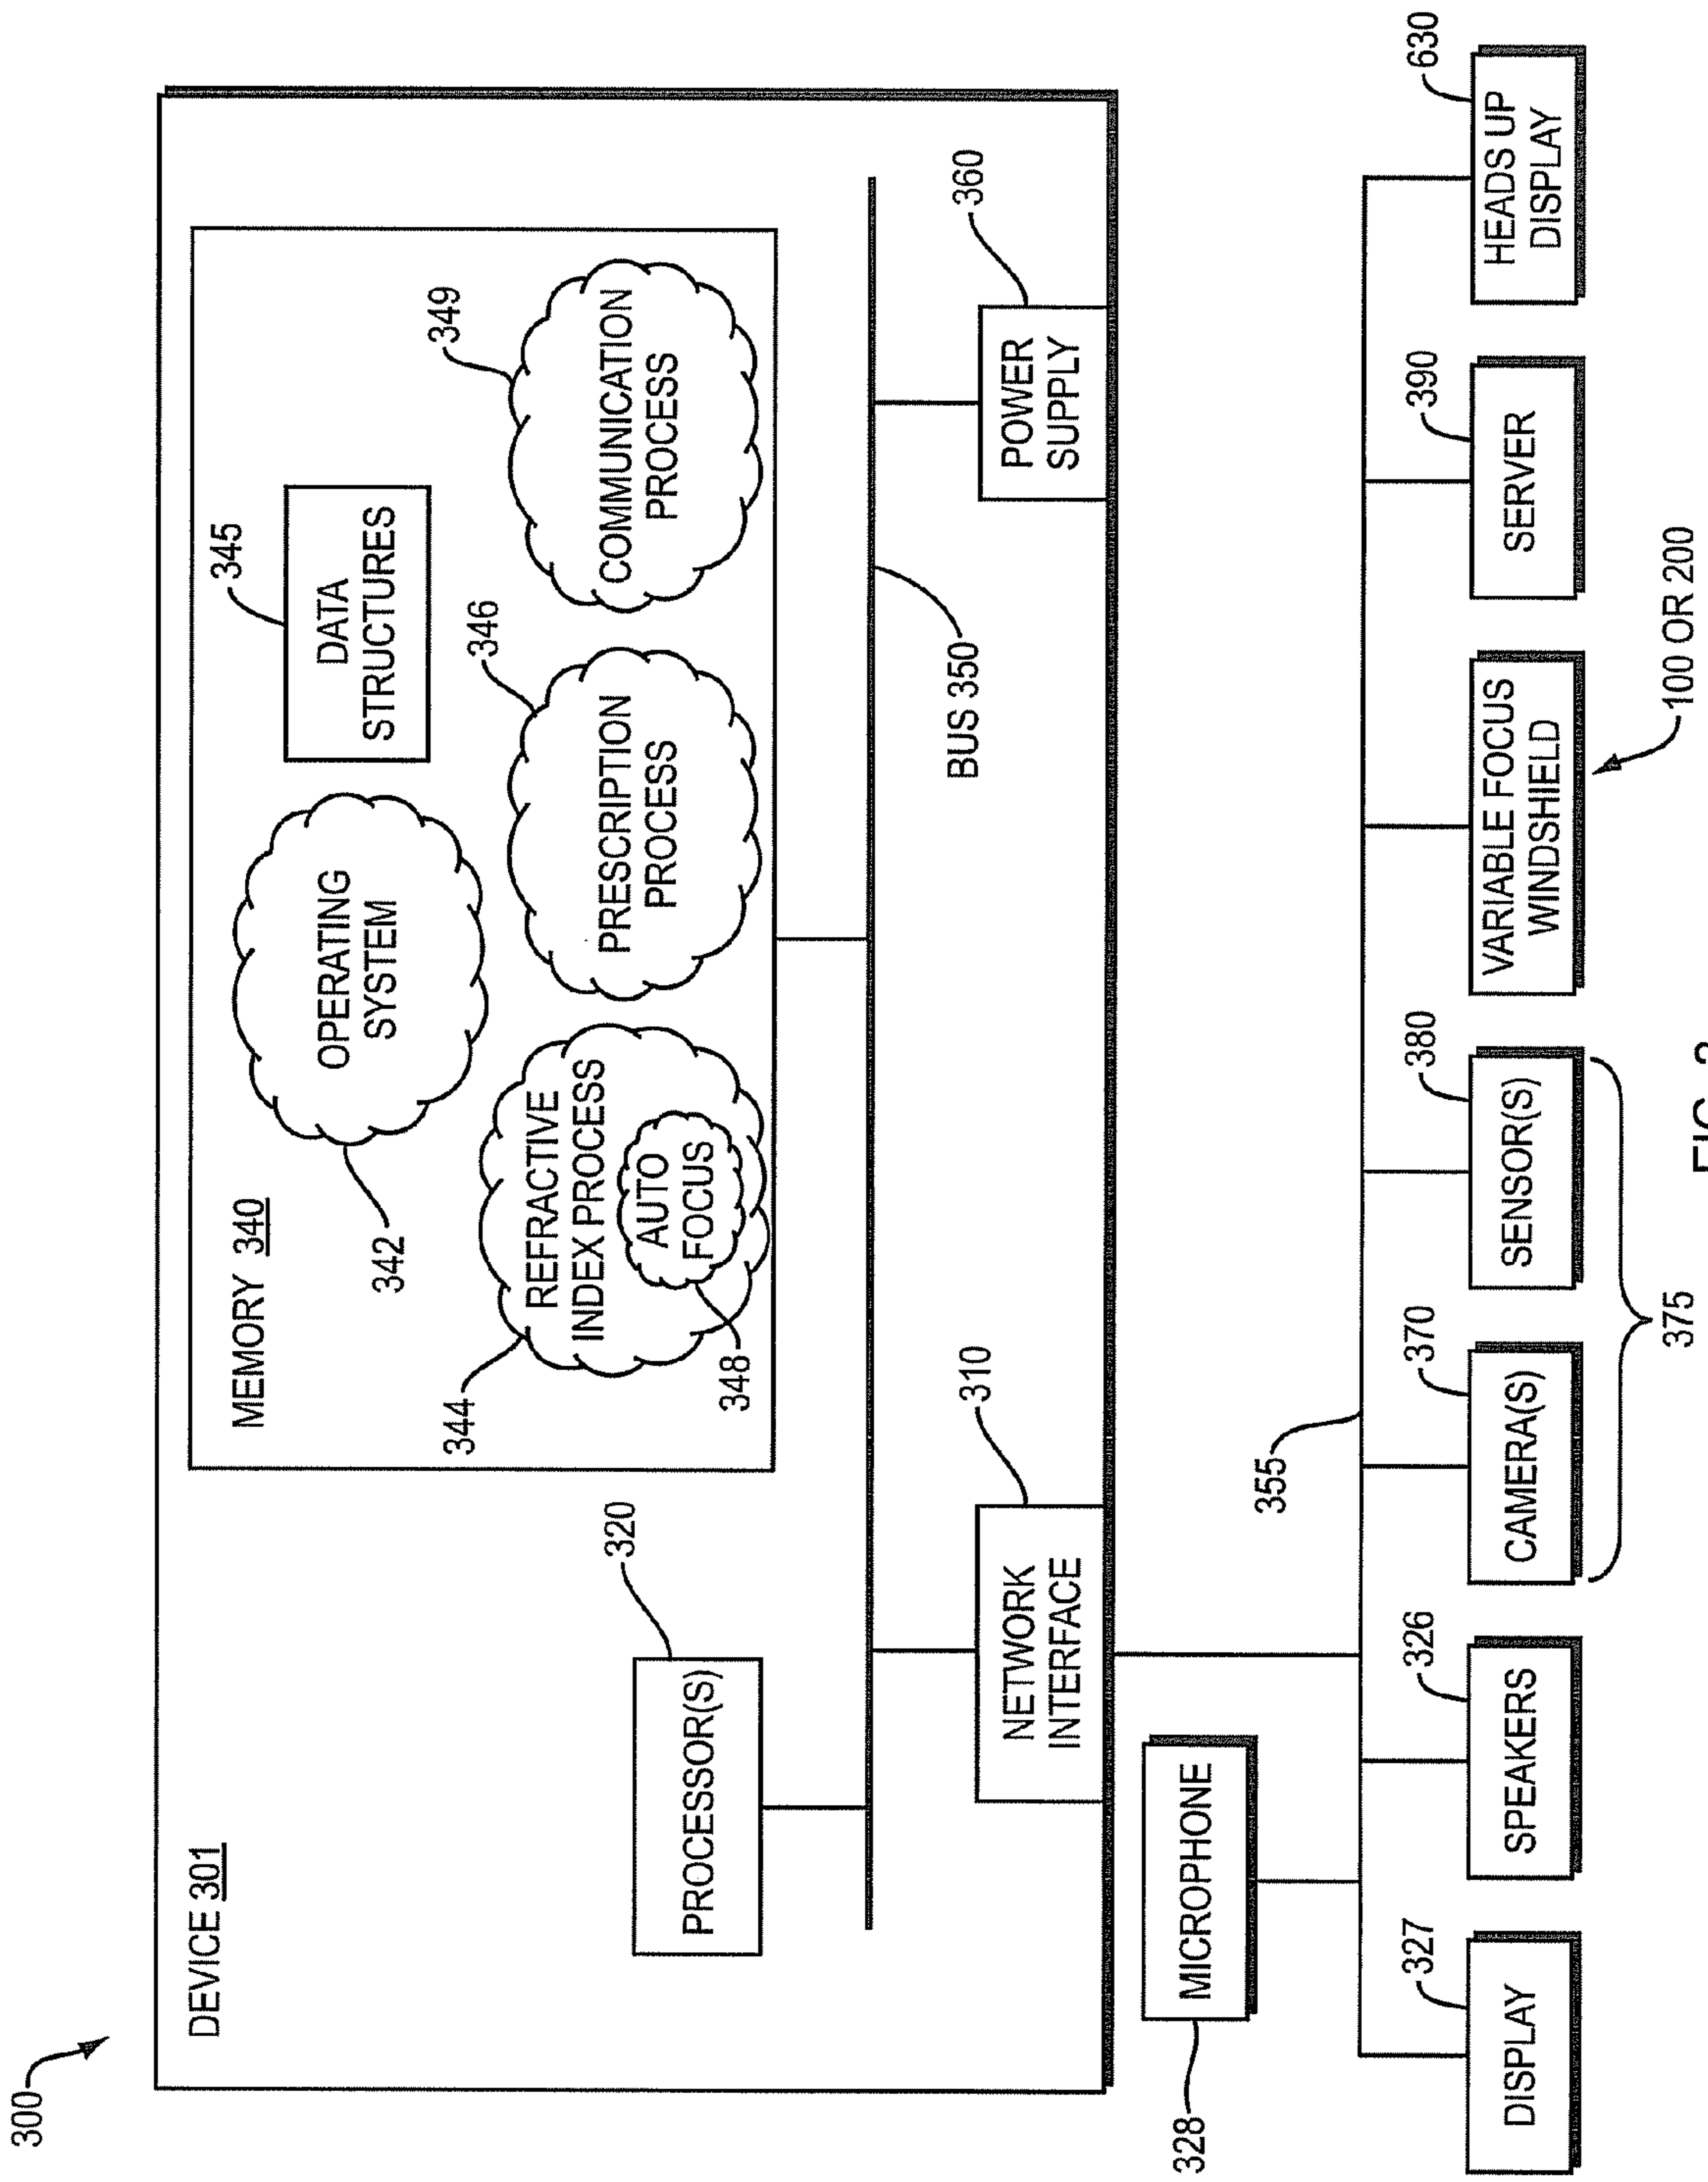 300
DEVICE 301
MEMORY 340
342
OPERATING
SYSTEM
345
DATA
STRUCTURES
344
REFRACTIVE
INDEX PROCESS
AUTO
FOCUS
348
346
PRESCRIPTION
PROCESS
349
COMMUNICATION
PROCESS
320
PROCESSOR(S)
BUS 350
310
NETWORK
INTERFACE
360
POWER
SUPPLY
328
MICROPHONE
355
327
DISPLAY
326
SPEAKERS
370
CAMERA(S)
380
SENSOR(S)
375
VARIABLE FOCUS
WINDSHIELD
100 OR 200
390
SERVER
630
HEADS UP
DISPLAY
FIG.